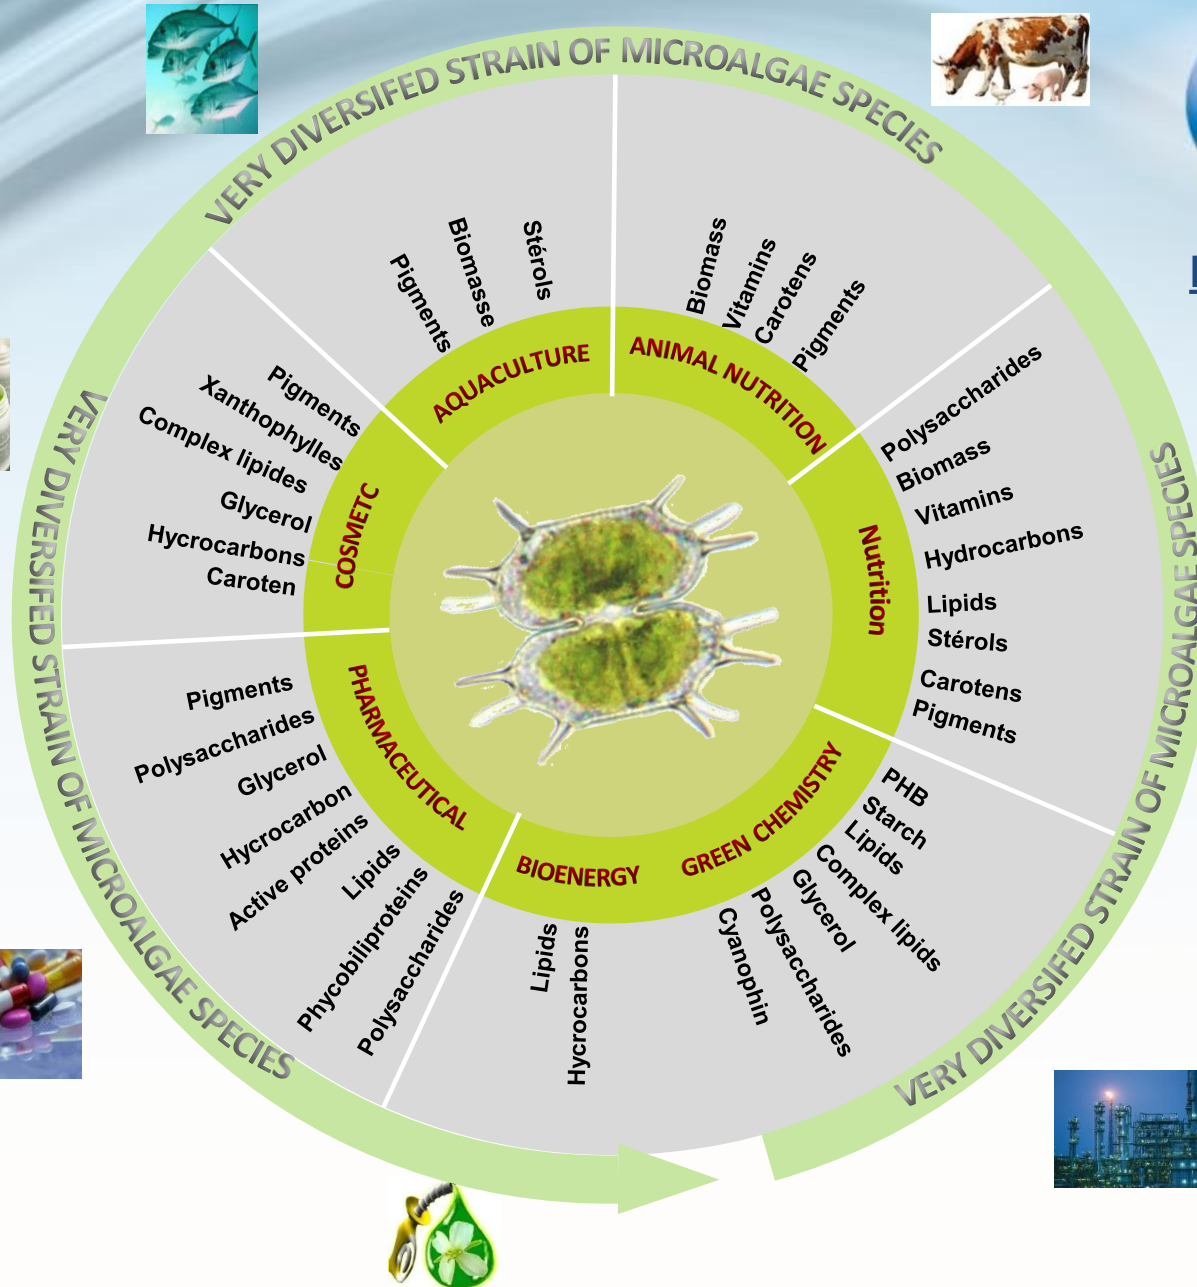 VERY DIVERSIFED STRAIN OF MICROALGAE SPECIES
VERY DIVERSIFED STRAIN OF MICROALGAE SPECIES
VERY DIVERSIFED STRAIN OF MICROALGAE SPECIES
AQUACULTURE
Pigments
Biomasse
Stérols
ANIMAL NUTRITION
Biomass
Vitamins
Carotens
Pigments
Nutrition
Polysaccharides
Biomass
Vitamins
Hydrocarbons
Lipids
Stérols
Carotens
Pigments
GREEN CHEMISTRY
PHB
Starch
Lipids
Complex lipids
Glycerol
Polysaccharides
Cyanophin
BIOENERGY
Lipids
Hycrocarbons
PHARMACEUTICAL
Pigments
Polysaccharides
Glycerol
Hycrocarbon
Active proteins
Lipids
Phycobiliproteins
Polysaccharides
COSMETC
Pigments
Xanthophylles
Complex lipides
Glycerol
Hycrocarbons
Caroten